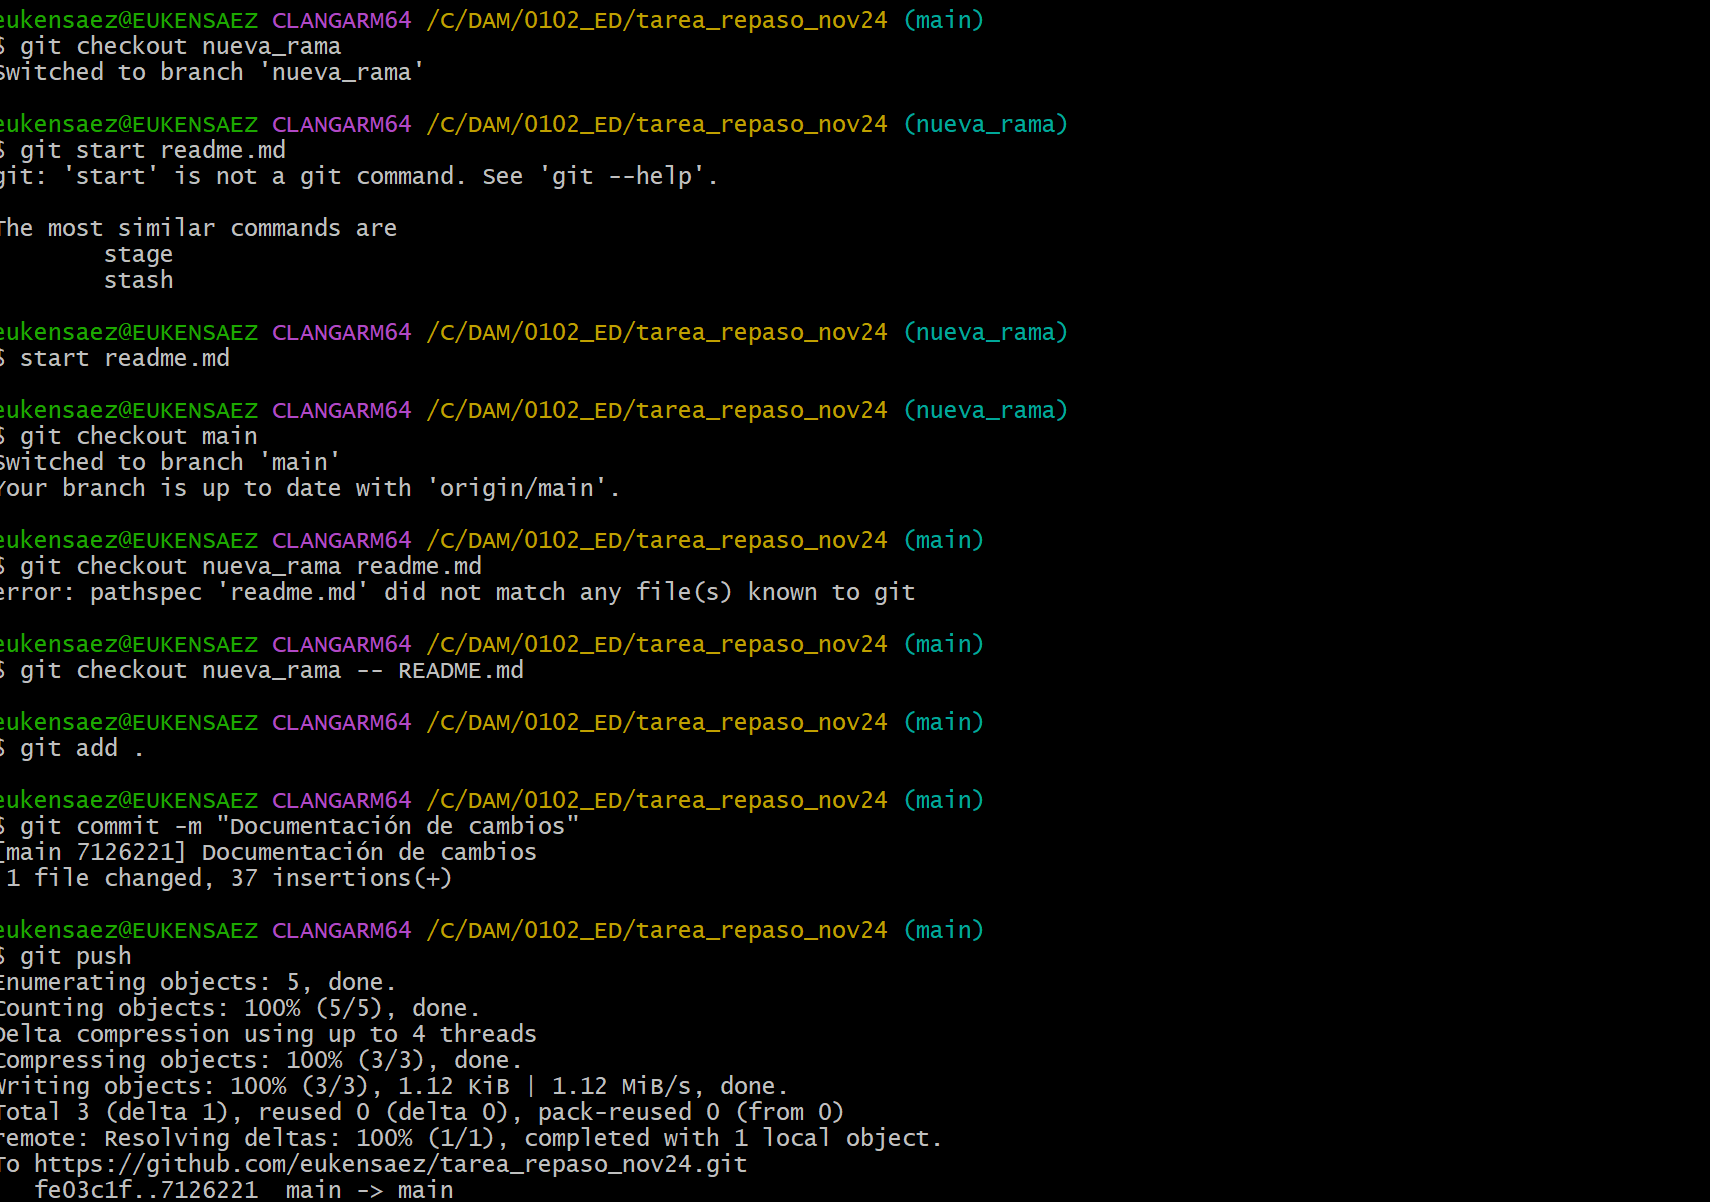 eukensaez@EUKENSAEZ CLANGARM64 /C/DAM/0102_ED/tarea_repaso_nov24 (main)
$ git checkout nueva_rama
Switched to branch 'nueva_rama'
eukensaez@EUKENSAEZ CLANGARM64 /C/DAM/0102_ED/tarea_repaso_nov24 (nueva_rama)
$ git start readme.md
git: 'start' is not a git command. See 'git --help'.
The most similar commands are
stage
stash
eukensaez@EUKENSAEZ CLANGARM64 /C/DAM/0102_ED/tarea_repaso_nov24 (nueva_rama)
$ start readme.md
eukensaez@EUKENSAEZ CLANGARM64 /C/DAM/0102_ED/tarea_repaso_nov24 (nueva_rama)
$ git checkout main
Switched to branch 'main'
Your branch is up to date with 'origin/main'.
eukensaez@EUKENSAEZ CLANGARM64 /C/DAM/0102_ED/tarea_repaso_nov24 (main)
$ git checkout nueva_rama readme.md
error: pathspec 'readme.md' did not match any file(s) known to git
eukensaez@EUKENSAEZ CLANGARM64 /C/DAM/0102_ED/tarea_repaso_nov24 (main)
$ git checkout nueva_rama -- README.md
eukensaez@EUKENSAEZ CLANGARM64 /C/DAM/0102_ED/tarea_repaso_nov24 (main)
$ git add .
eukensaez@EUKENSAEZ CLANGARM64 /C/DAM/0102_ED/tarea_repaso_nov24 (main)
$ git commit -m "Documentación de cambios"
[main 7126221] Documentación de cambios
1 file changed, 37 insertions(+)
eukensaez@EUKENSAEZ CLANGARM64 /C/DAM/0102_ED/tarea_repaso_nov24 (main)
$ git push
Enumerating objects: 5, done.
Counting objects: 100% (5/5), done.
Delta compression using up to 4 threads
Compressing objects: 100% (3/3), done.
Writing objects: 100% (3/3), 1.12 KiB | 1.12 MiB/s, done.
Total 3 (delta 1), reused 0 (delta 0), pack-reused 0 (from 0)
remote: Resolving deltas: 100% (1/1), completed with 1 local object.
To https://github.com/eukensaez/tarea_repaso_nov24.git
fe03c1f..7126221  main -> main